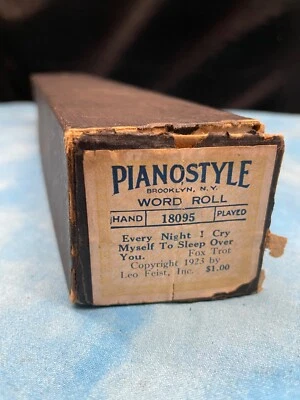 PIANOSTYLE
BROOKLYN, N.Y.
WORD ROLL
HAND 18095 PLAYED
Every Night I Cry
Myself To Sleep Over
You. Fox Trot
Copyright 1923 by
Leo Feist, Inc. $1.00